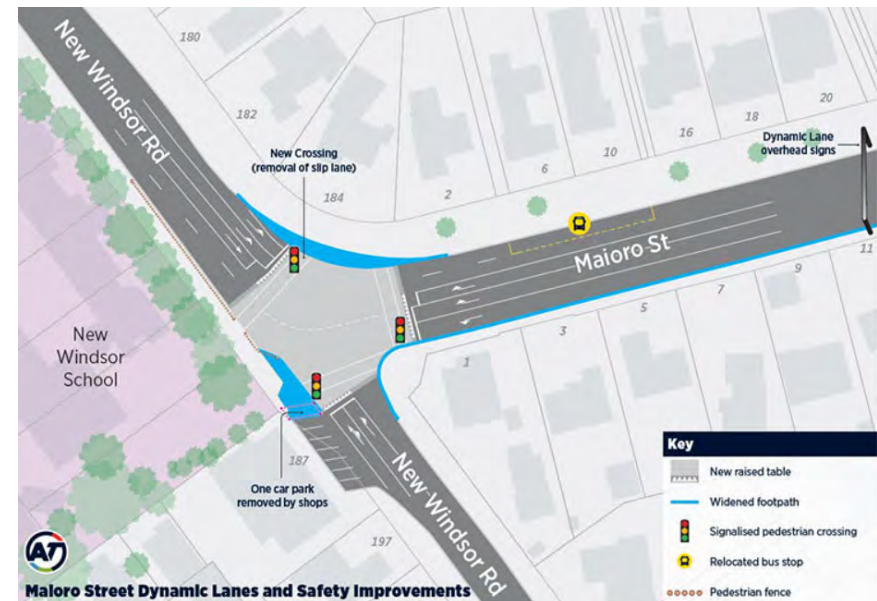 180
New Windsor Rd
182
New Crossing
(removal of slip lane)
184
2
6
10
16
18
20
Dynamic Lane
overhead signs
Maioro St
11
9
7
5
3
1
New
Windsor
School
187
One car park
removed by shops
197
New Windsor Rd
Key
New raised table
Widened footpath
Signalised pedestrian crossing
Relocated bus stop
Pedestrian fence
AT
Maioro Street Dynamic Lanes and Safety Improvements